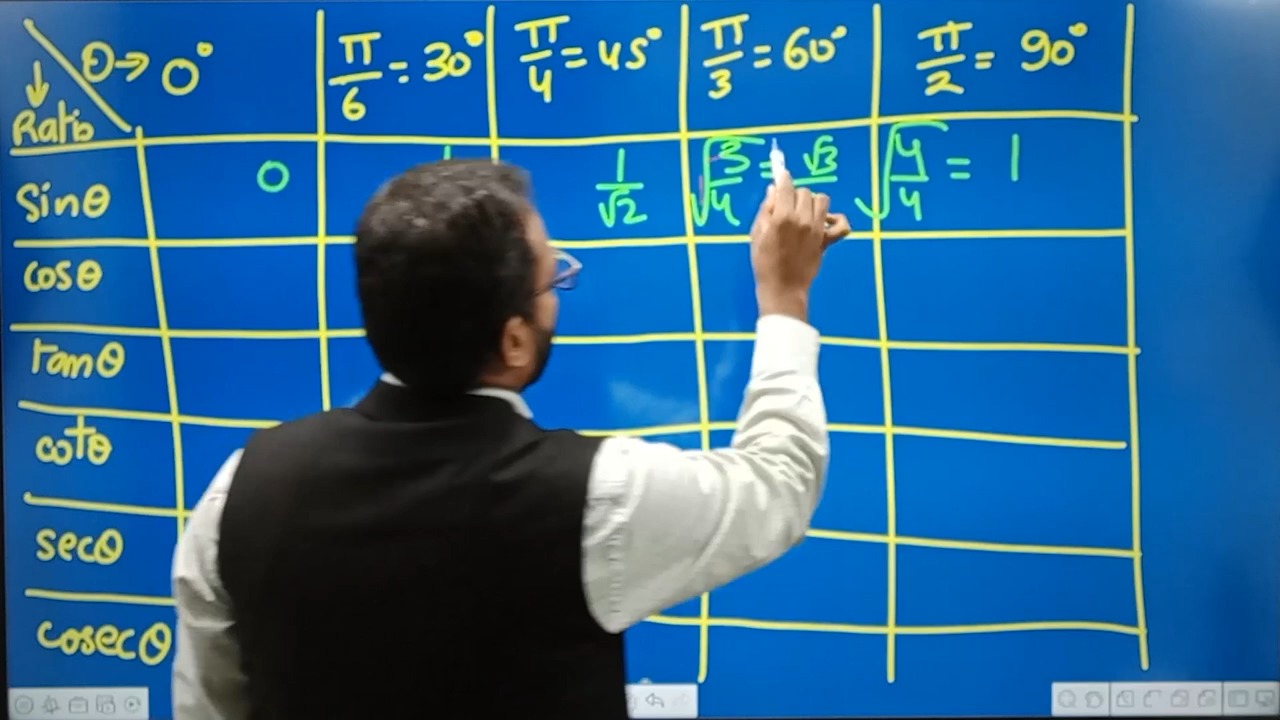 θ→ 0° π/6 = 30° π/4 = 45° π/3 = 60° π/2 = 90°
↓
Ratio
Sinθ 0 1/√2 √3/4 = √3 √4/4 = 1
cosθ
Tanθ
cotθ
secθ
cosecθ